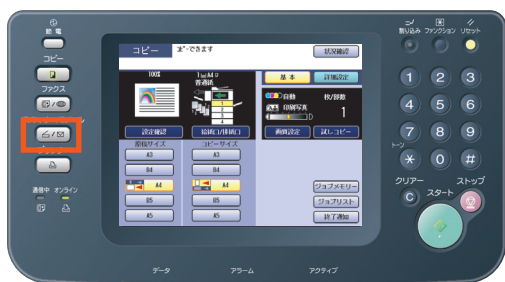 節電
割り込み ファンクション リセット
コピー
ファクス
通信中 オンライン
コピー ｺﾋﾟｰできます
状況確認
100%
1 A4
普通紙
基本
詳細設定
自動
枚/部数
印刷写真
1
D
設定確認
給紙口/排紙口
画質設定
試しコピー
原稿サイズ
コピーサイズ
A3
A3
B4
B4
A4
A4
B5
B5
A5
A5
ジョブメモリー
ジョブリスト
終了通知
1 2 3
4 5 6
7 8 9
トーン
* 0 #
クリアー
C
スタート
ストップ
データ
アラーム
アクティブ